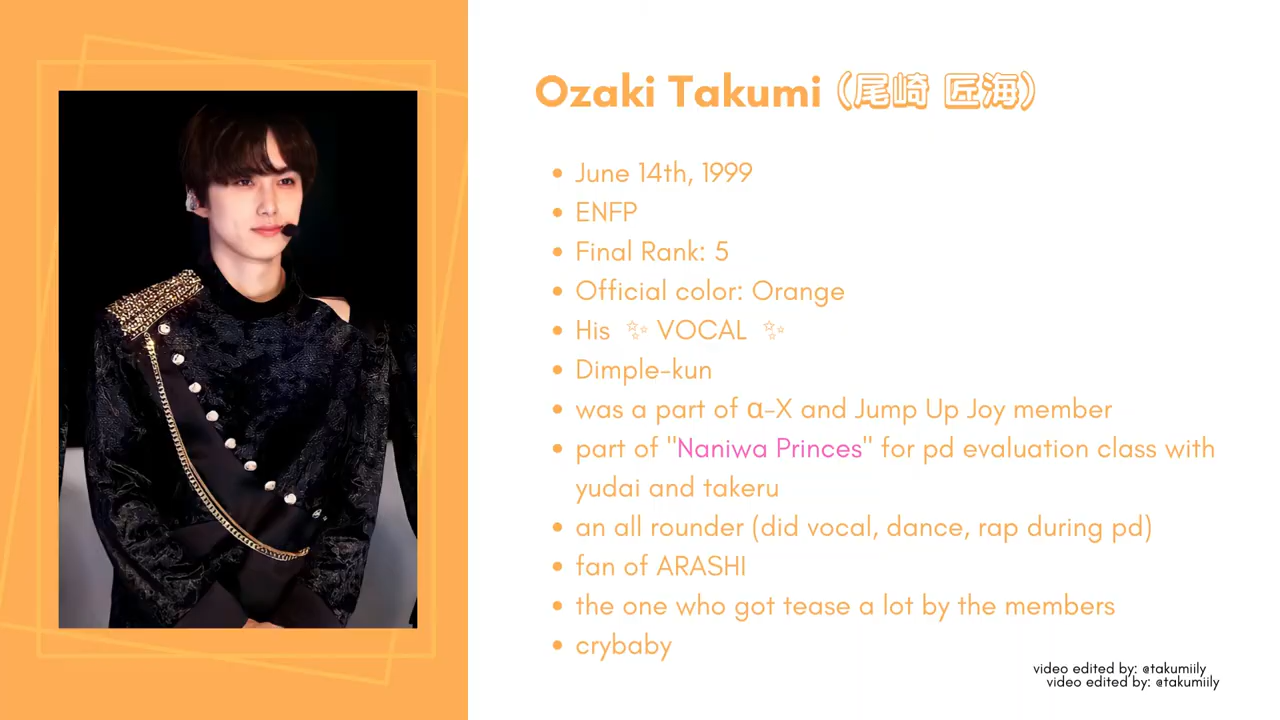 Ozaki Takumi (尾崎 匠海)
• June 14th, 1999
• ENFP
• Final Rank: 5
• Official color: Orange
• His ✨ VOCAL ✨
• Dimple-kun
• was a part of α-X and Jump Up Joy member
• part of "Naniwa Princes" for pd evaluation class with
yudai and takeru
• an all rounder (did vocal, dance, rap during pd)
• fan of ARASHI
• the one who got tease a lot by the members
• crybaby
video edited by: @takumiily
video edited by: @takumiily